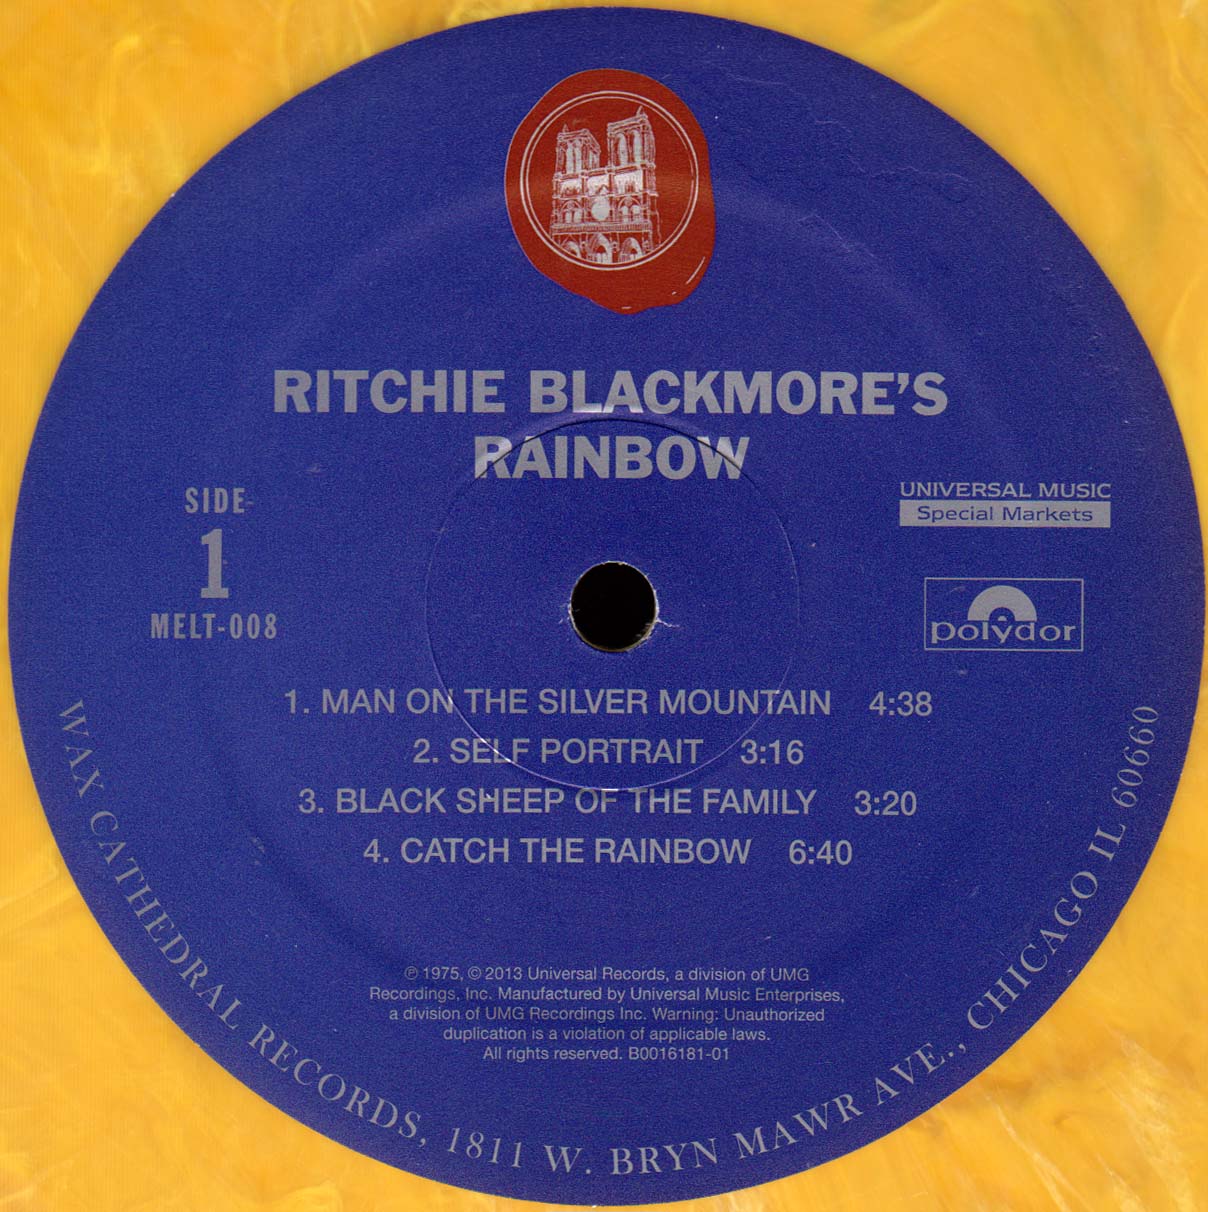 RITCHIE BLACKMORE'S
RAINBOW
SIDE-
1
MELT-008
UNIVERSAL MUSIC
Special Markets
polydor
1. MAN ON THE SILVER MOUNTAIN 4:38
2. SELF PORTRAIT 3:16
3. BLACK SHEEP OF THE FAMILY 3:20
4. CATCH THE RAINBOW 6:40
℗ 1975, © 2013 Universal Records, a division of UMG
Recordings, Inc. Manufactured by Universal Music Enterprises,
a division of UMG Recordings Inc. Warning: Unauthorized
duplication is a violation of applicable laws.
All rights reserved. B0016181-01
WAX CATHEDRAL RECORDS, 1811 W. BRYN MAWR AVE., CHICAGO IL 60660